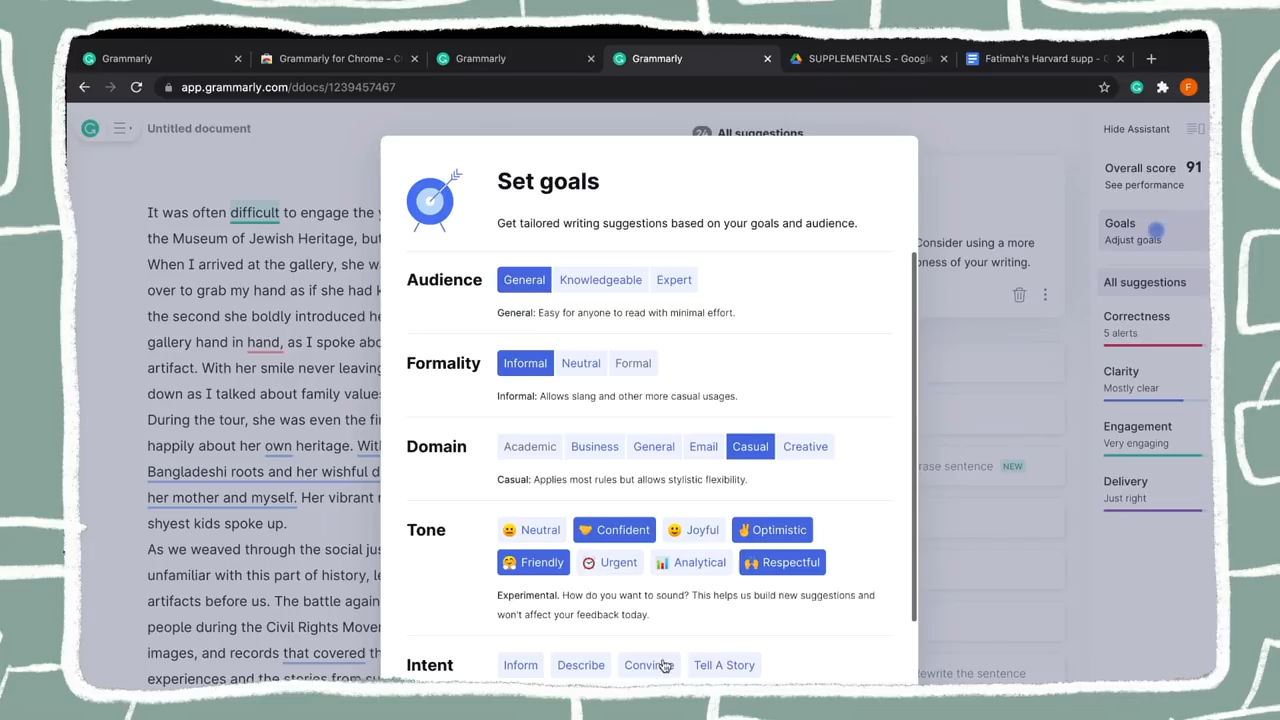 Grammarly
Grammarly for Chrome - C
Grammarly
Grammarly
SUPPLEMENTALS - Google
Fatimah's Harvard supp - G
app.grammarly.com/ddocs/1239457467
F
Untitled document
24 All suggestions
Hide Assistant
Overall score 91
See performance
Goals
Adjust goals
All suggestions
Correctness
5 alerts
Clarity
Mostly clear
Engagement
Very engaging
Delivery
Just right
It was often difficult to engage the
the Museum of Jewish Heritage, but
When I arrived at the gallery, she wa
over to grab my hand as if she had k
the second she boldly introduced he
gallery hand in hand, as I spoke abo
artifact. With her smile never leaving
down as I talked about family values
During the tour, she was even the fir
happily about her own heritage. With
Bangladeshi roots and her wishful d
her mother and myself. Her vibrant
shyest kids spoke up.
As we weaved through the social jus
unfamiliar with this part of history, le
artifacts before us. The battle again
people during the Civil Rights Movem
images, and records that covered th
experiences and the stories from su
Set goals
Get tailored writing suggestions based on your goals and audience.
Audience
General Knowledgeable Expert
General: Easy for anyone to read with minimal effort.
Formality
Informal Neutral Formal
Informal: Allows slang and other more casual usages.
Domain
Academic Business General Email Casual Creative
Casual: Applies most rules but allows stylistic flexibility.
Tone
Neutral Confident Joyful Optimistic
Friendly Urgent Analytical Respectful
Experimental. How do you want to sound? This helps us build new suggestions and
won't affect your feedback today.
Intent
Inform Describe Convince Tell A Story
Consider using a more
ness of your writing.
rase sentence NEW
Rewrite the sentence